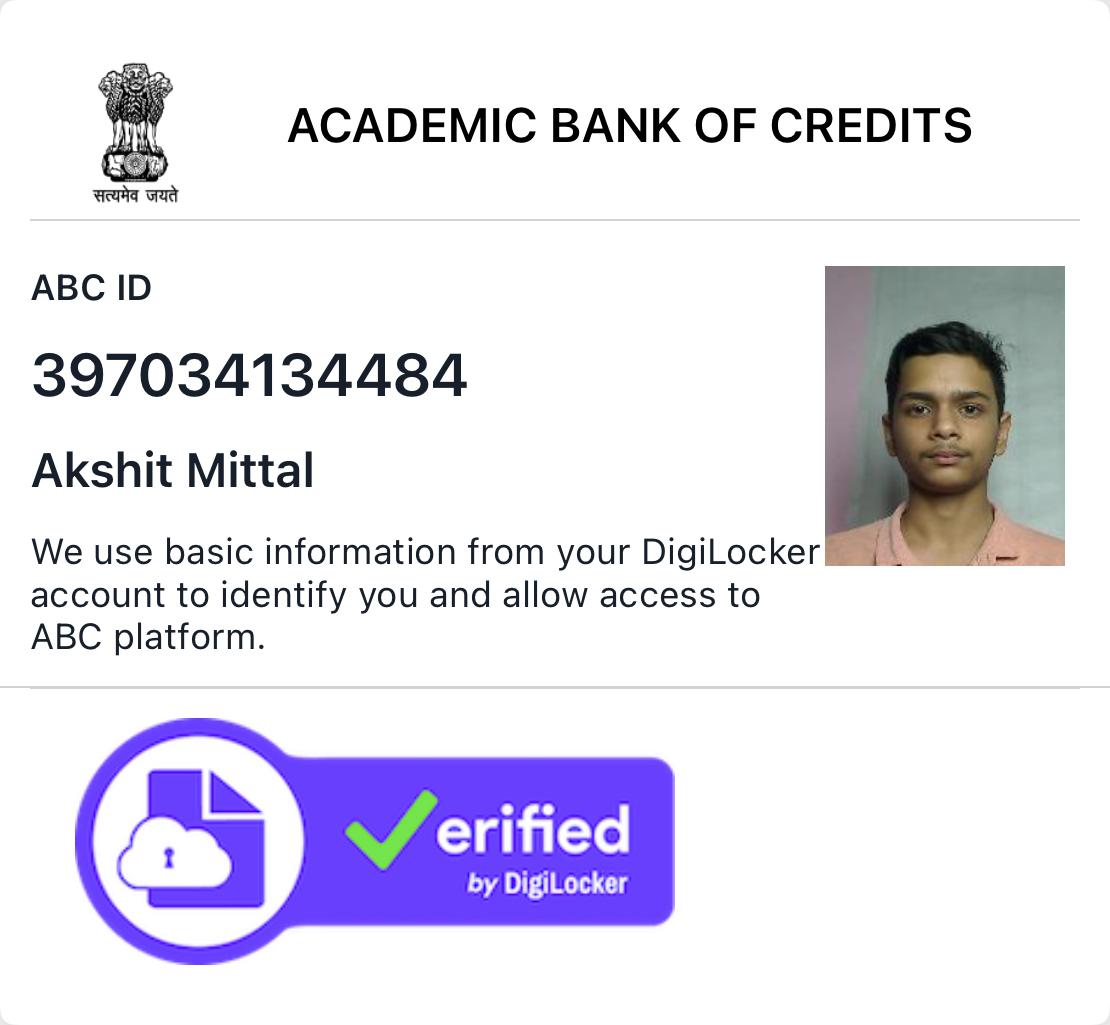 सत्यमेव जयते
ACADEMIC BANK OF CREDITS
ABC ID
397034134484
Akshit Mittal
We use basic information from your DigiLocker
account to identify you and allow access to
ABC platform.
✓erified
by DigiLocker